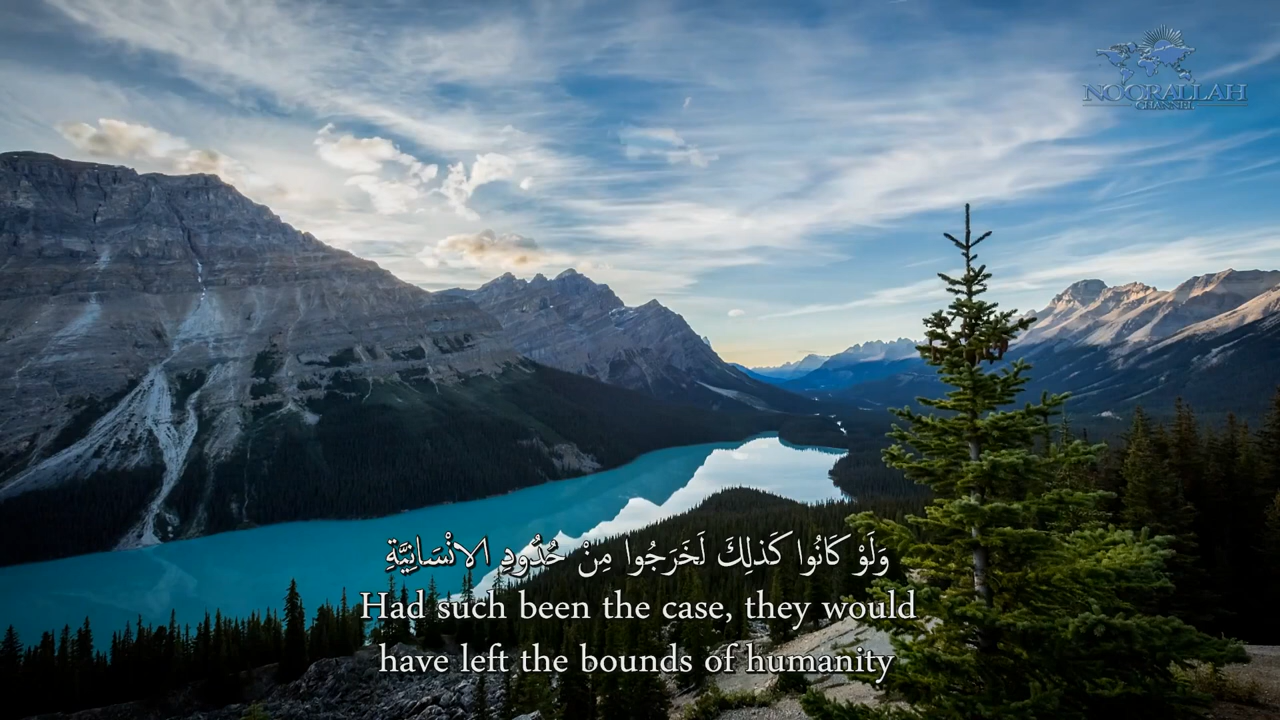 NOORALLAH
CHANNEL
وَلَوْ كَانُوا كَذلِكَ لَخَرَجُوا مِنْ حُدُودِ الانْسَانِيَّةِ
Had such been the case, they would
have left the bounds of humanity